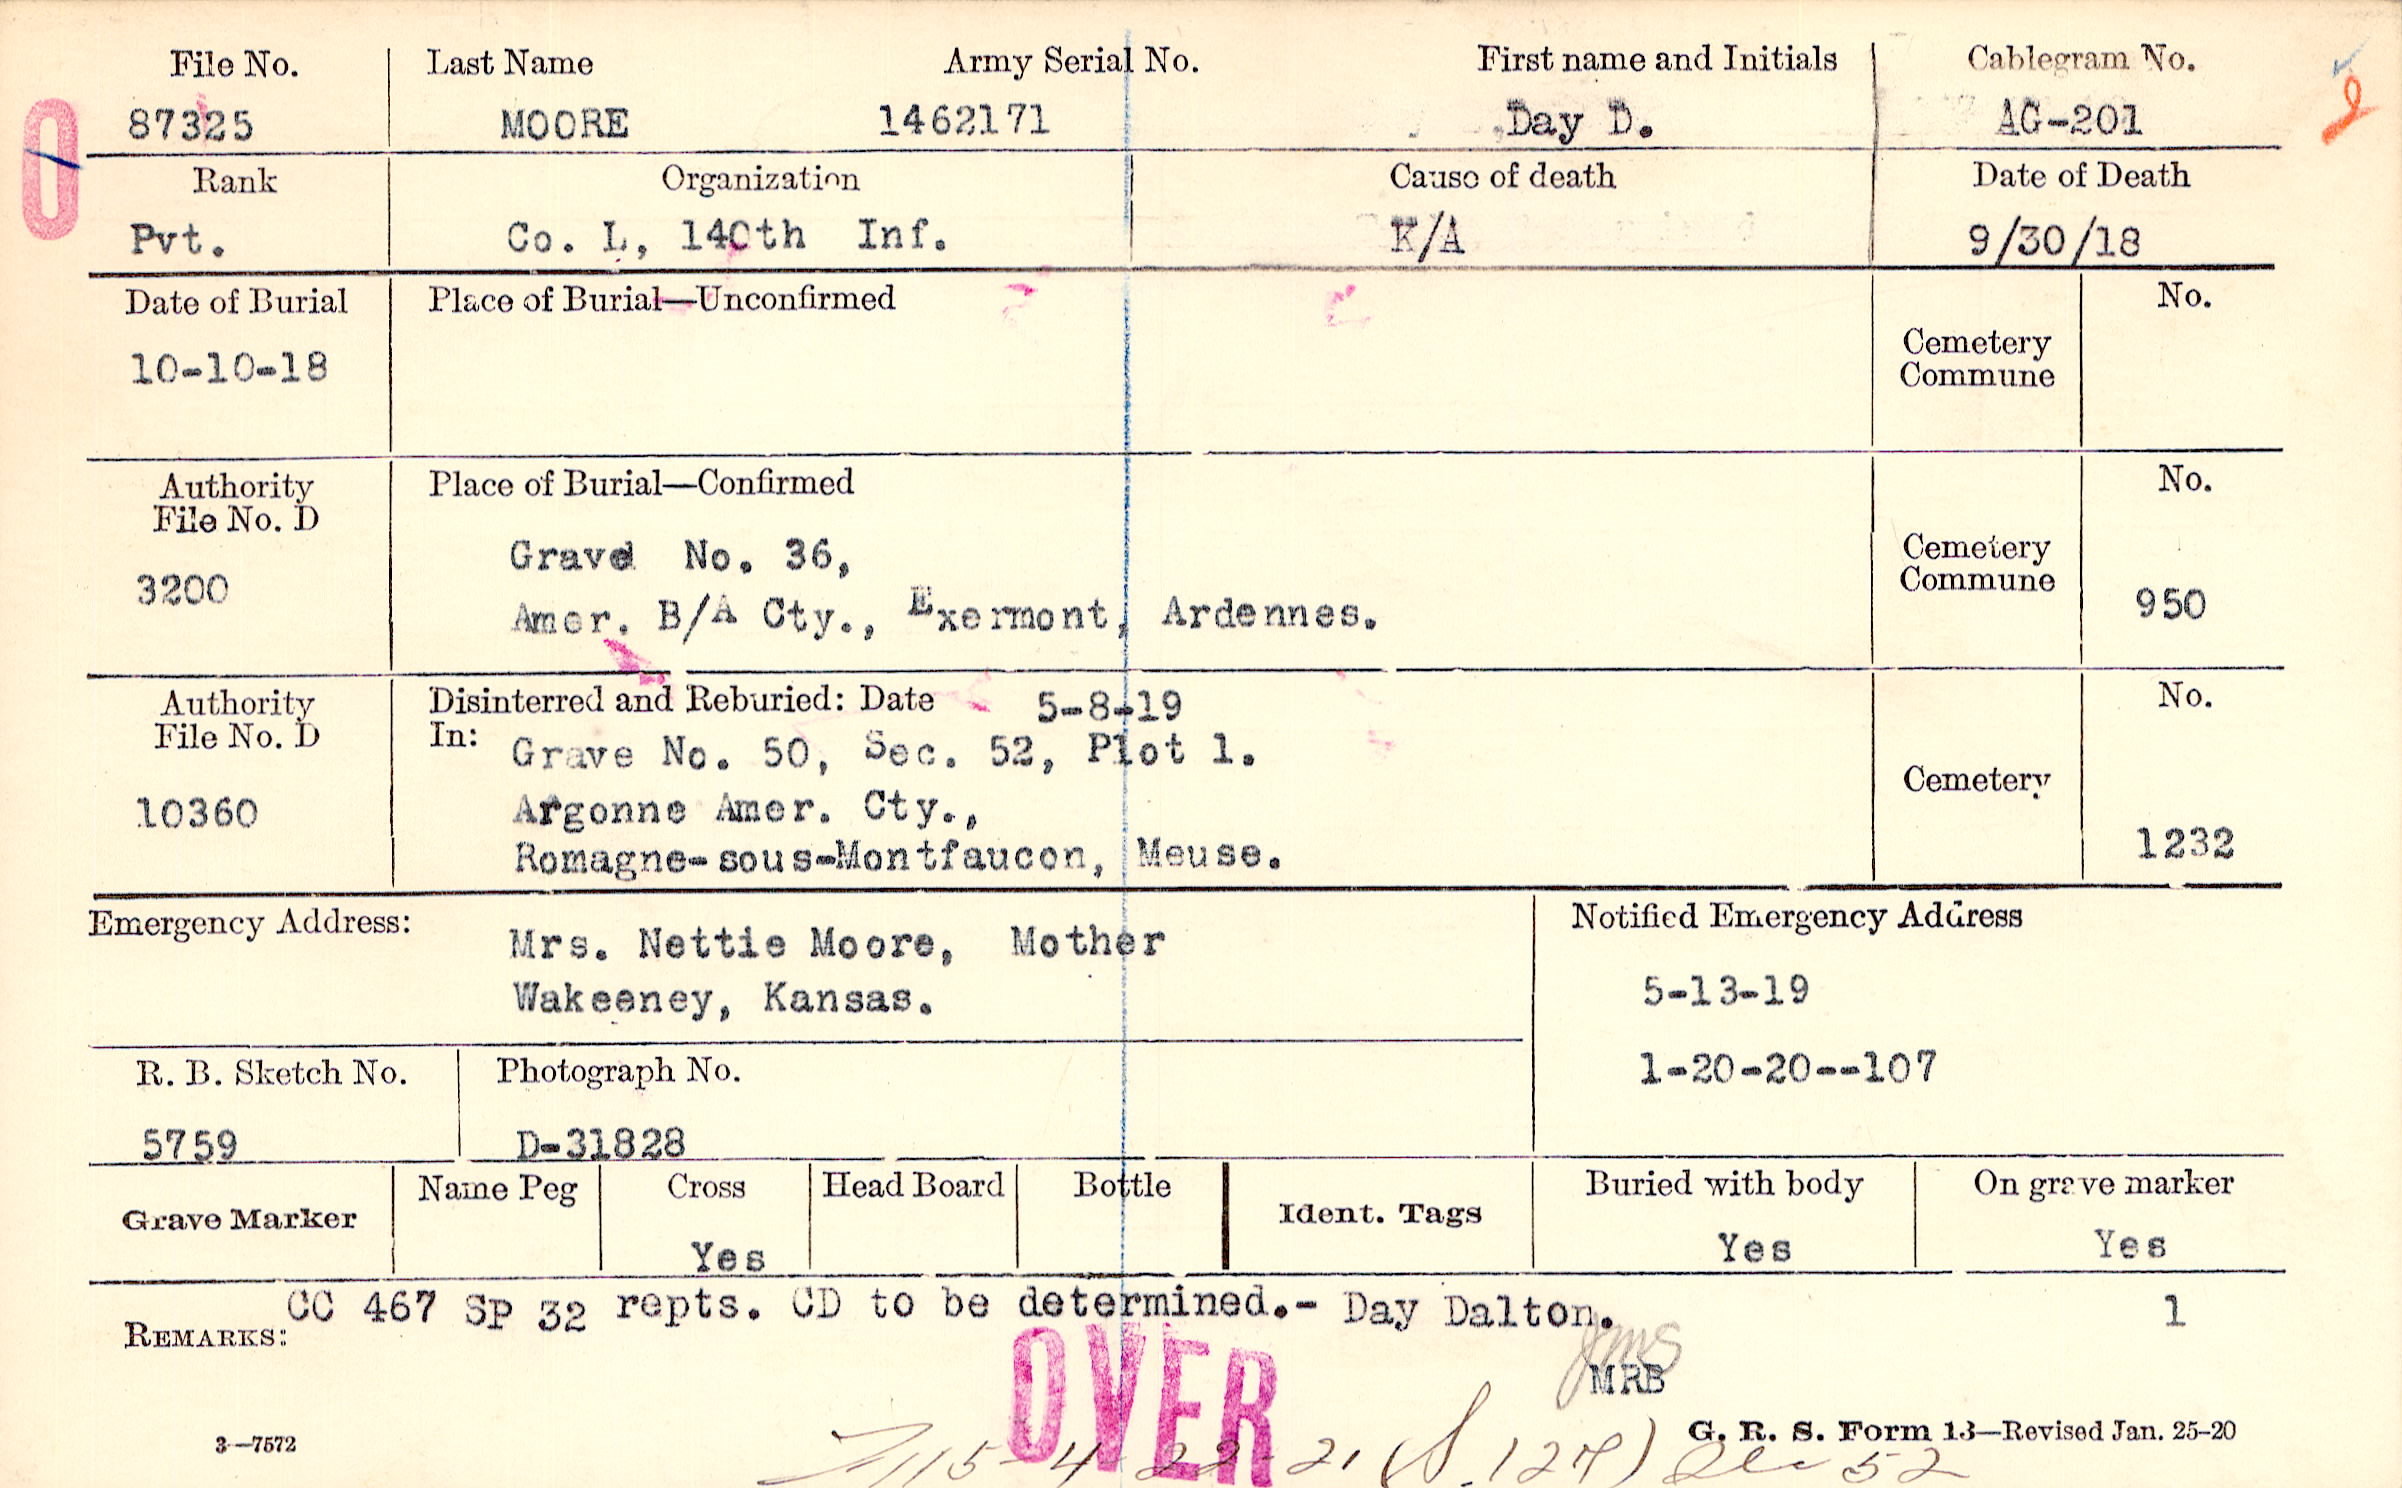 File No. Last Name Army Serial No. First name and Initials Cablegram No.
87325 MOORE 1462171 Day D. AG-201
Rank Organization Cause of death Date of Death
Pvt. Co. L, 140th Inf. K/A 9/30/18
Date of Burial Place of Burial—Unconfirmed No.
10-10-18
Cemetery
Commune
Authority Place of Burial—Confirmed No.
File No. D
3200
Grave No. 36,
Amer. B/A Cty., Exermont, Ardennes.
Cemetery
Commune
950
Authority Disinterred and Reburied: Date 5-8-19 No.
File No. D In: Grave No. 50, Sec. 52, Plot 1.
10360 Argonne Amer. Cty., Cemetery
Romagne-sous-Montfaucon, Meuse. 1232
Emergency Address: Notified Emergency Address
Mrs. Nettie Moore, Mother
Wakeeney, Kansas.
5-13-19
1-20-20--107
R. B. Sketch No. Photograph No.
5759 D-31828
Grave Marker Name Peg Cross Head Board Bottle Ident. Tags Buried with body On grave marker
Yes Yes Yes
CC 467 SP 32 repts. CD to be determined.- Day Dalton. 1
REMARKS:
OVER
jms
MRB
3—7572
G. R. S. Form 13—Revised Jan. 25-20
4-22-21 (S.127) 52